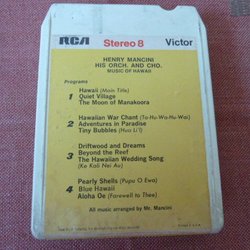 RCA Stereo 8 Victor
HENRY MANCINI
HIS ORCH. AND CHO.
MUSIC OF HAWAII
Programs
1
Hawaii (Main Title)
Quiet Village
The Moon of Manakoora
2
Hawaiian War Chant (Ta-Hu-Wa-Hu-Wai)
Adventures in Paradise
Tiny Bubbles (Hua Li'i)
3
Driftwood and Dreams
Beyond the Reef
The Hawaiian Wedding Song
(Ke Kali Nei Au)
4
Pearly Shells (Pupu O Ewa)
Blue Hawaii
Aloha Oe (Farewell to Thee)
All music arranged by Mr. Mancini